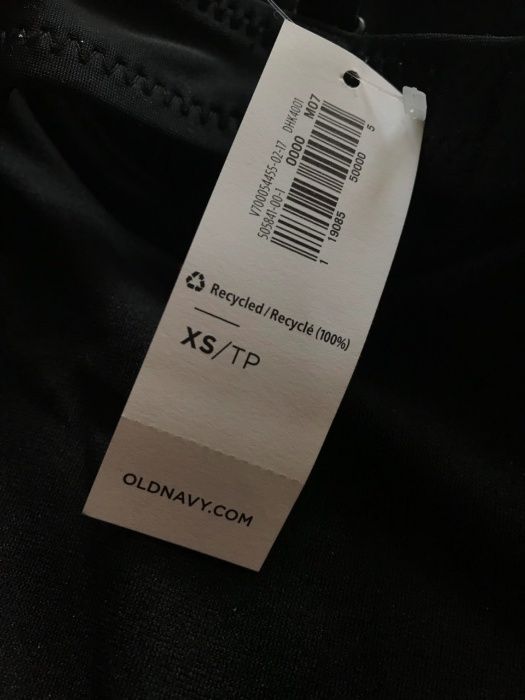 V700054455-02-17 DHK4001
505841-00-1 0000 M07
1 19085 50000 5
Recycled/Recyclé (100%)
XS/TP
OLDNAVY.COM